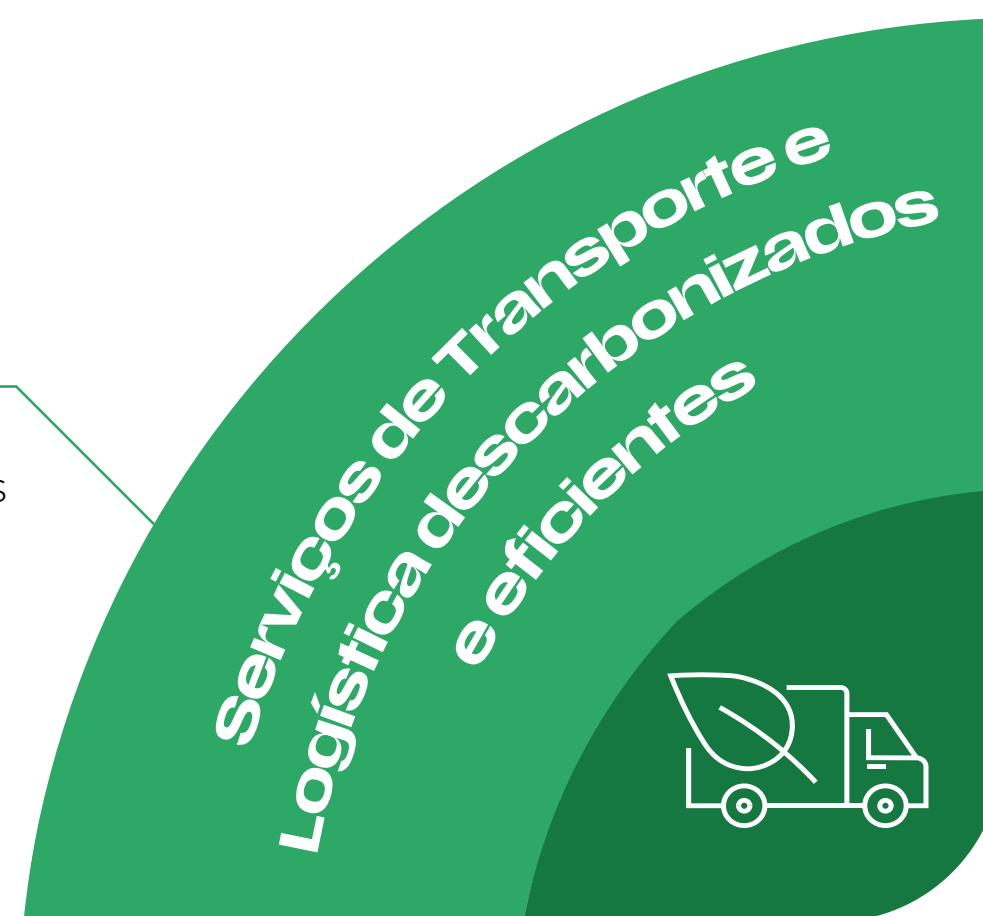 Serviços de Transporte e
Logística descarbonizados
e eficientes
s